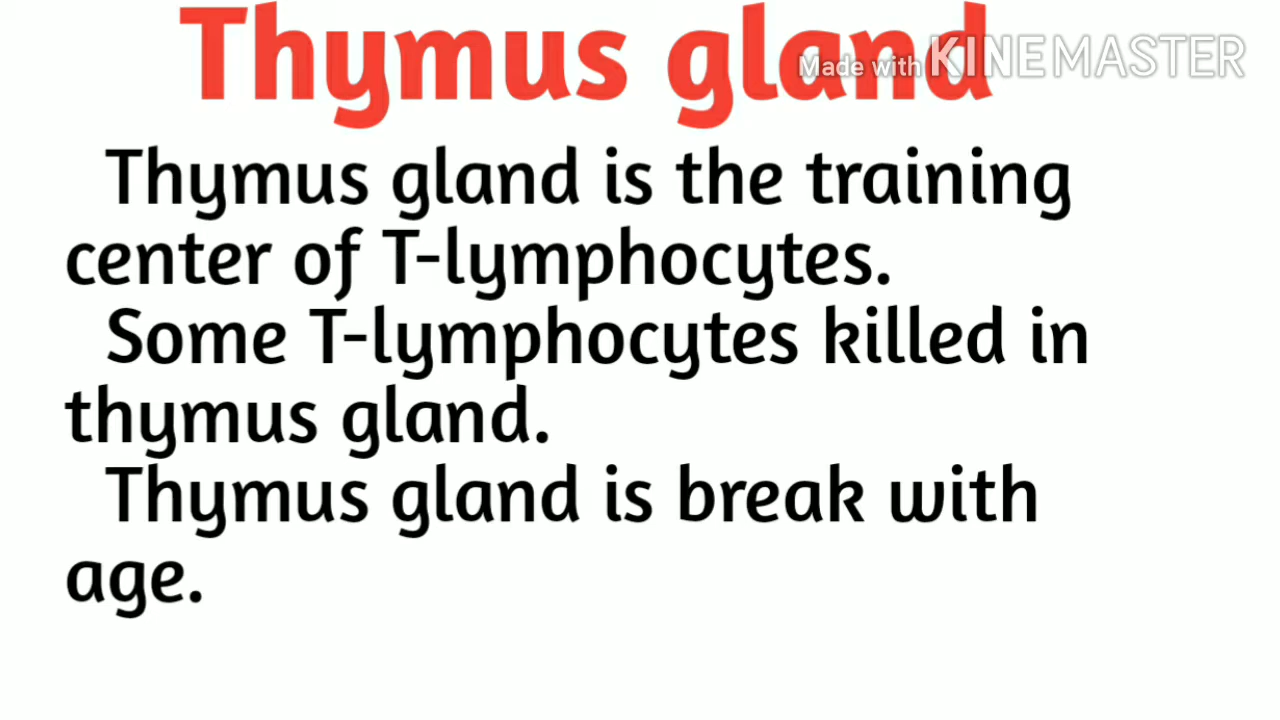 Thymus gland
Made with KINEMASTER
Thymus gland is the training
center of T-lymphocytes.
Some T-lymphocytes killed in
thymus gland.
Thymus gland is break with
age.